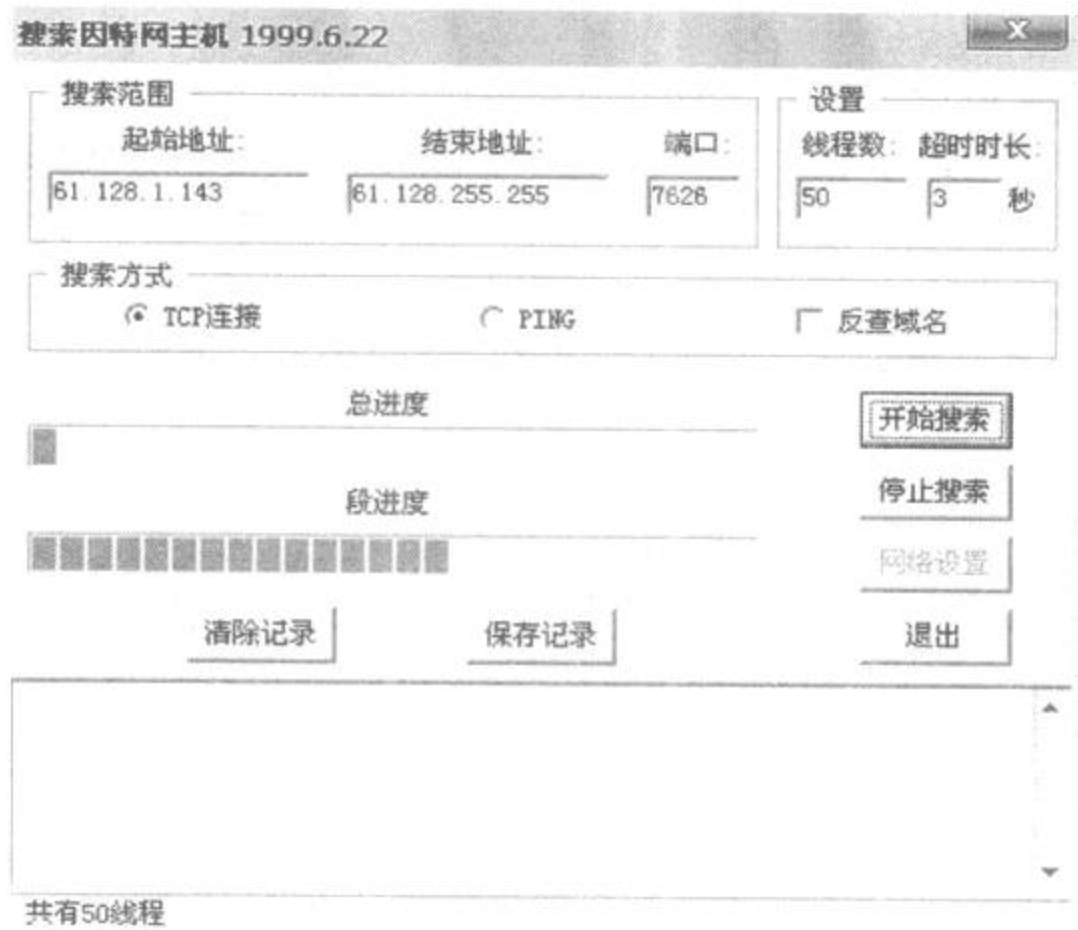 搜索因特网主机 1999.6.22
搜索范围
设置
起始地址: 结束地址: 端口: 线程数: 超时时长:
61.128.1.143 61.128.255.255 7626 50 3 秒
搜索方式
TCP连接 PING 反查域名
总进度
开始搜索
停止搜索
段进度
网络设置
清除记录 保存记录 退出
共有50线程